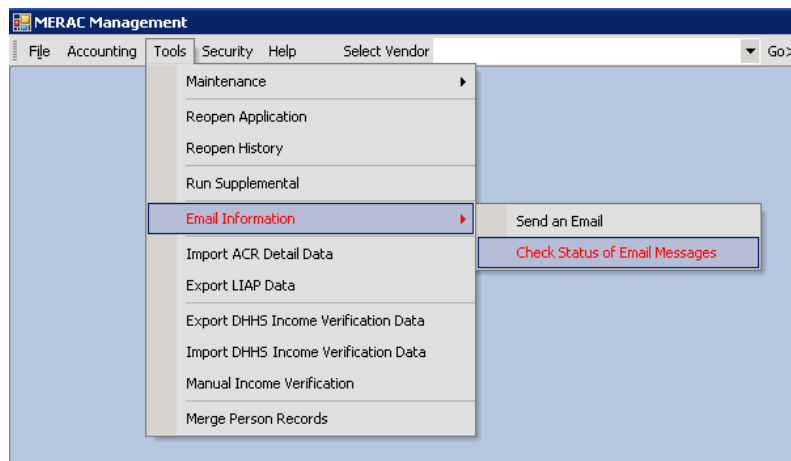 MERAC Management
File Accounting Tools Security Help Select Vendor Go>
Maintenance
Reopen Application
Reopen History
Run Supplemental
Email Information
Send an Email
Check Status of Email Messages
Import ACR Detail Data
Export LIAP Data
Export DHHS Income Verification Data
Import DHHS Income Verification Data
Manual Income Verification
Merge Person Records